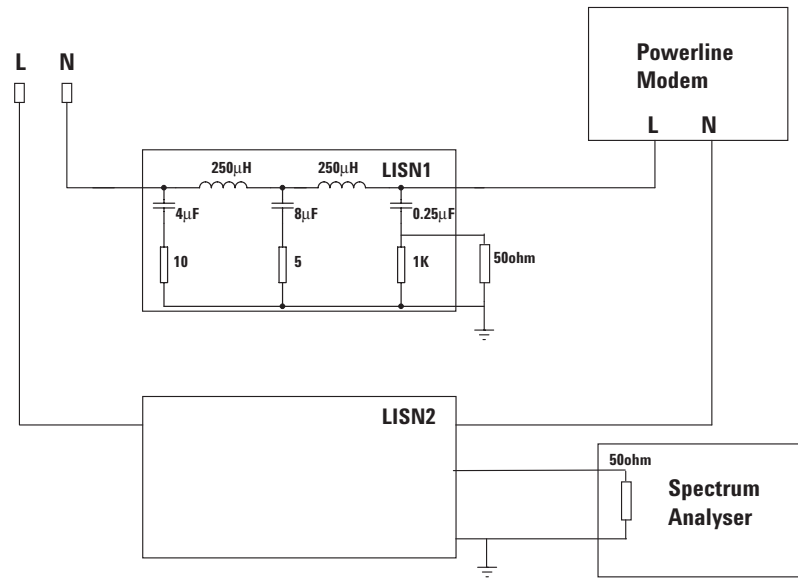 L N
Powerline
Modem
L N
250μH 250μH LISN1
4μF 8μF 0.25μF
10 5 1K 50ohm
LISN2
50ohm
Spectrum
Analyser